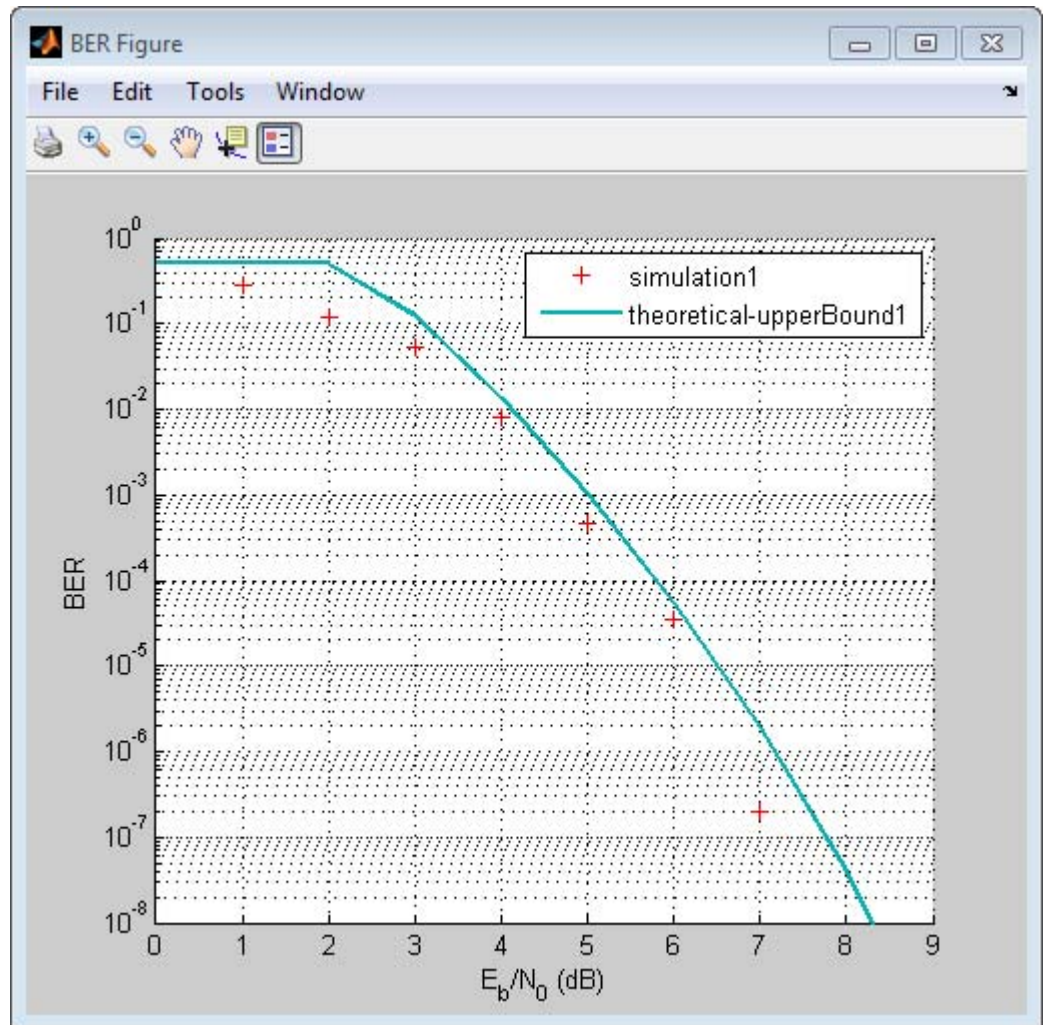 BER Figure
File Edit Tools Window
simulation1
theoretical-upperBound1
10^0
10^-1
10^-2
10^-3
10^-4
10^-5
10^-6
10^-7
10^-8
BER
0 1 2 3 4 5 6 7 8 9
E_b/N_0 (dB)